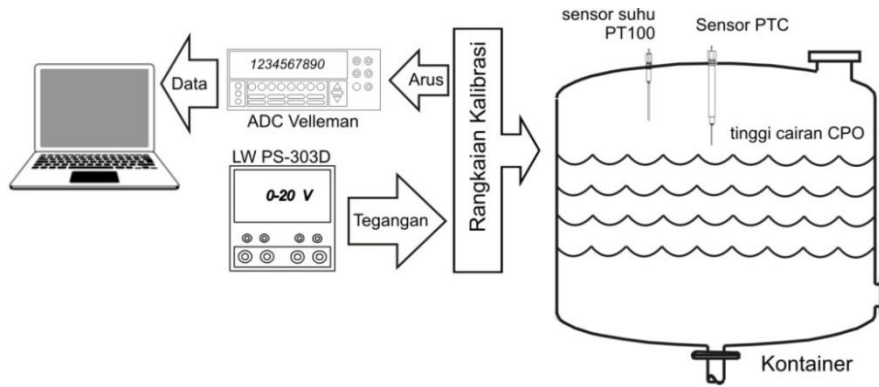 sensor suhu
PT100
Sensor PTC
1234567890
Data
Arus
ADC Velleman
LW PS-303D
0-20 V
Tegangan
Rangkaian Kalibrasi
tinggi cairan CPO
Kontainer